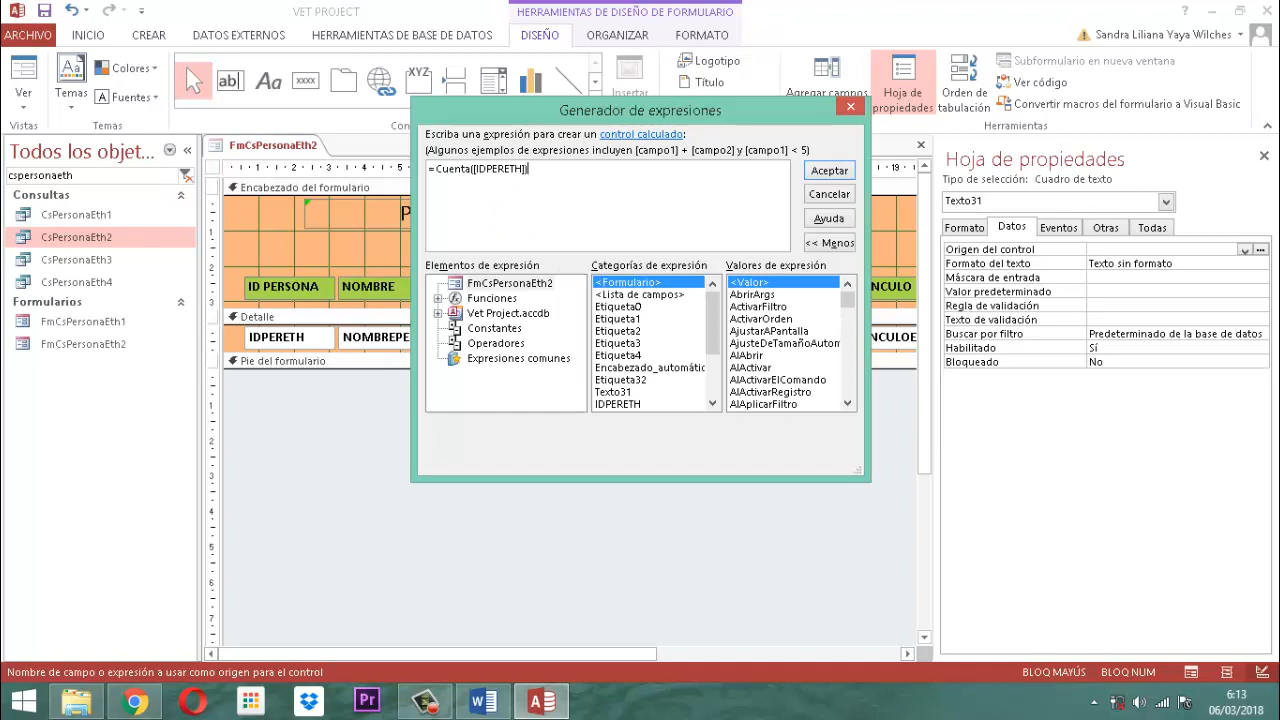 VET PROJECT
HERRAMIENTAS DE DISEÑO DE FORMULARIO
ARCHIVO
INICIO
CREAR
DATOS EXTERNOS
HERRAMIENTAS DE BASE DE DATOS
DISEÑO
ORGANIZAR
FORMATO
Sandra Liliana Yaya Wilches
Ver
Vistas
Temas
Colores
Fuentes
Temas
Insertar
Logotipo
Título
Agregar campos
Hoja de
propiedades
Orden de
tabulación
Subformulario en nueva ventana
Ver código
Convertir macros del formulario a Visual Basic
Herramientas
Todos los objet...
cspersonaeth
Consultas
CsPersonaEth1
CsPersonaEth2
CsPersonaEth3
CsPersonaEth4
Formularios
FmCsPersonaEth1
FmCsPersonaEth2
FmCsPersonaEth2
Encabezado del formulario
ID PERSONA
NOMBRE
Detalle
IDPERETH
Pie del formulario
Generador de expresiones
Escriba una expresión para crear un control calculado:
(Algunos ejemplos de expresiones incluyen [campo1] + [campo2] y [campo1] < 5)
=Cuenta([IDPERETH])
Aceptar
Cancelar
Ayuda
<< Menos
Elementos de expresión
FmCsPersonaEth2
Funciones
Vet Project.accdb
Constantes
Operadores
Expresiones comunes
Categorías de expresión
<Formulario>
<Lista de campos>
Etiqueta0
Etiqueta1
Etiqueta2
Etiqueta3
Etiqueta4
Encabezado_automátic
Etiqueta32
Texto31
IDPERETH
Valores de expresión
<Valor>
AbrirArgs
ActivarFiltro
ActivarOrden
AjustarAPantalla
AjusteDeTamañoAutom
AlAbrir
AlActivar
AlActivarElComando
AlActivarRegistro
AlAplicarFiltro
Hoja de propiedades
Tipo de selección: Cuadro de texto
Texto31
Formato
Datos
Eventos
Otras
Todas
Origen del control
Formato del texto
Texto sin formato
Máscara de entrada
Valor predeterminado
Regla de validación
Texto de validación
Buscar por filtro
Predeterminado de la base de datos
Habilitado
Sí
Bloqueado
No
Nombre de campo o expresión a usar como origen para el control
BLOQ MAYÚS
BLOQ NUM
6:13
06/03/2018